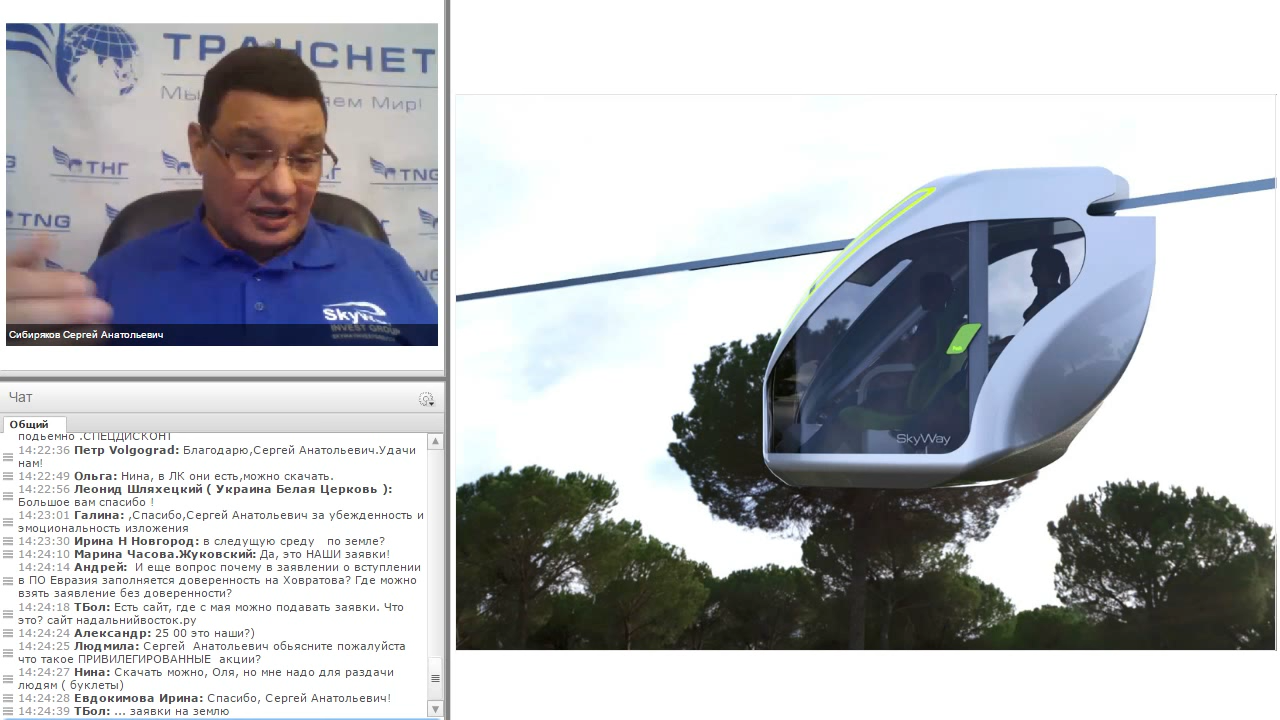 ТРАНСНЕТ
Мы яем Мир!
ТНГ
TNG
TNG
TNG
SkyW
INVEST GROUP
Сибиряков Сергей Анатольевич
SkyWay
Push
Чат
Общий
подъемно .СПЕЦДИСКОНТ
14:22:36 Петр Volgograd: Благодарю,Сергей Анатольевич.Удачи
нам!
14:22:49 Ольга: Нина, в ЛК они есть,можно скачать.
14:22:56 Леонид Шляхецкий ( Украина Белая Церковь ):
Большое вам спасибо !
14:23:01 Галина: ,Спасибо,Сергей Анатольевич за убежденность и
эмоциональность изложения
14:23:30 Ирина Н Новгород: в следущую среду по земле?
14:24:10 Марина Часова.Жуковский: Да, это НАШИ заявки!
14:24:14 Андрей: И еще вопрос почему в заявлении о вступлении
в ПО Евразия заполняется доверенность на Ховратова? Где можно
взять заявление без доверенности?
14:24:18 ТБол: Есть сайт, где с мая можно подавать заявки. Что
это? сайт надальнийвосток.ру
14:24:24 Александр: 25 00 это наши?)
14:24:25 Людмила: Сергей Анатольевич обьясните пожалуйста
что такое ПРИВИЛЕГИРОВАННЫЕ акции?
14:24:27 Нина: Скачать можно, Оля, но мне надо для раздачи
людям ( буклеты)
14:24:28 Евдокимова Ирина: Спасибо, Сергей Анатольевич!
14:24:39 ТБол: ... заявки на землю